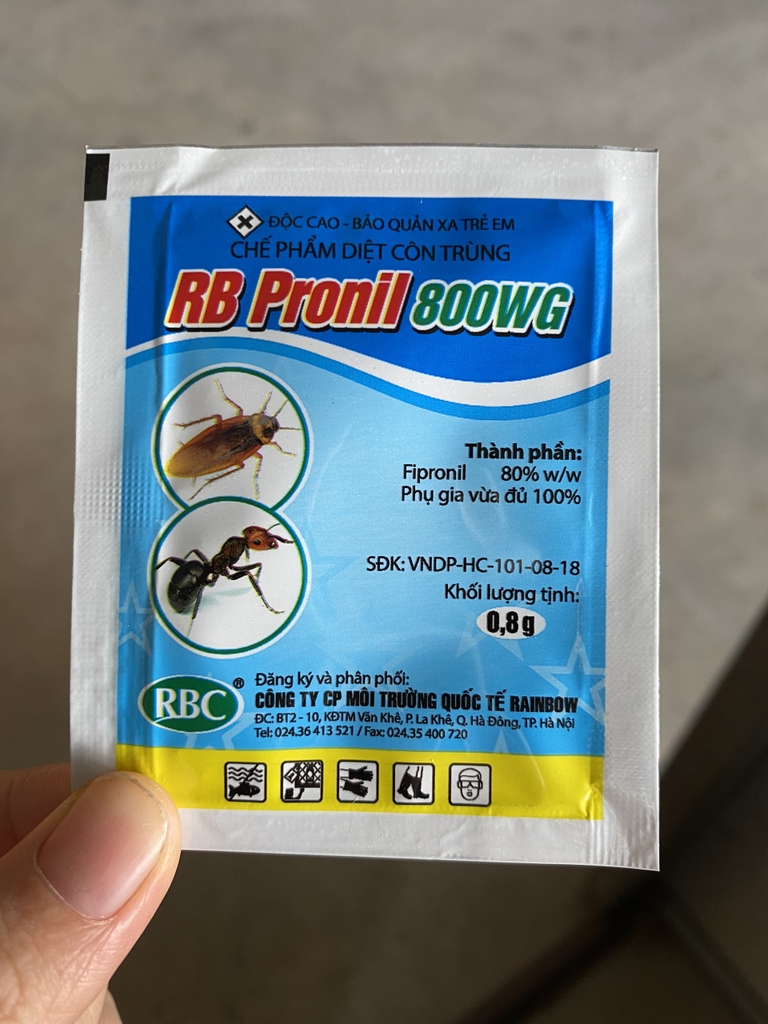 ĐỘC CAO - BẢO QUẢN XA TRẺ EM
CHẾ PHẨM DIỆT CÔN TRÙNG
RB Pronil 800WG
Thành phần:
Fipronil 80% w/w
Phụ gia vừa đủ 100%
SĐK: VNDP-HC-101-08-18
Khối lượng tịnh:
0,8g
RBC ®
Đăng ký và phân phối:
CÔNG TY CP MÔI TRƯỜNG QUỐC TẾ RAINBOW
ĐC: BT2 - 10, KĐTM Văn Khê, P. La Khê, Q. Hà Đông, TP. Hà Nội
Tel: 024.36 413 521 / Fax: 024.35 400 720